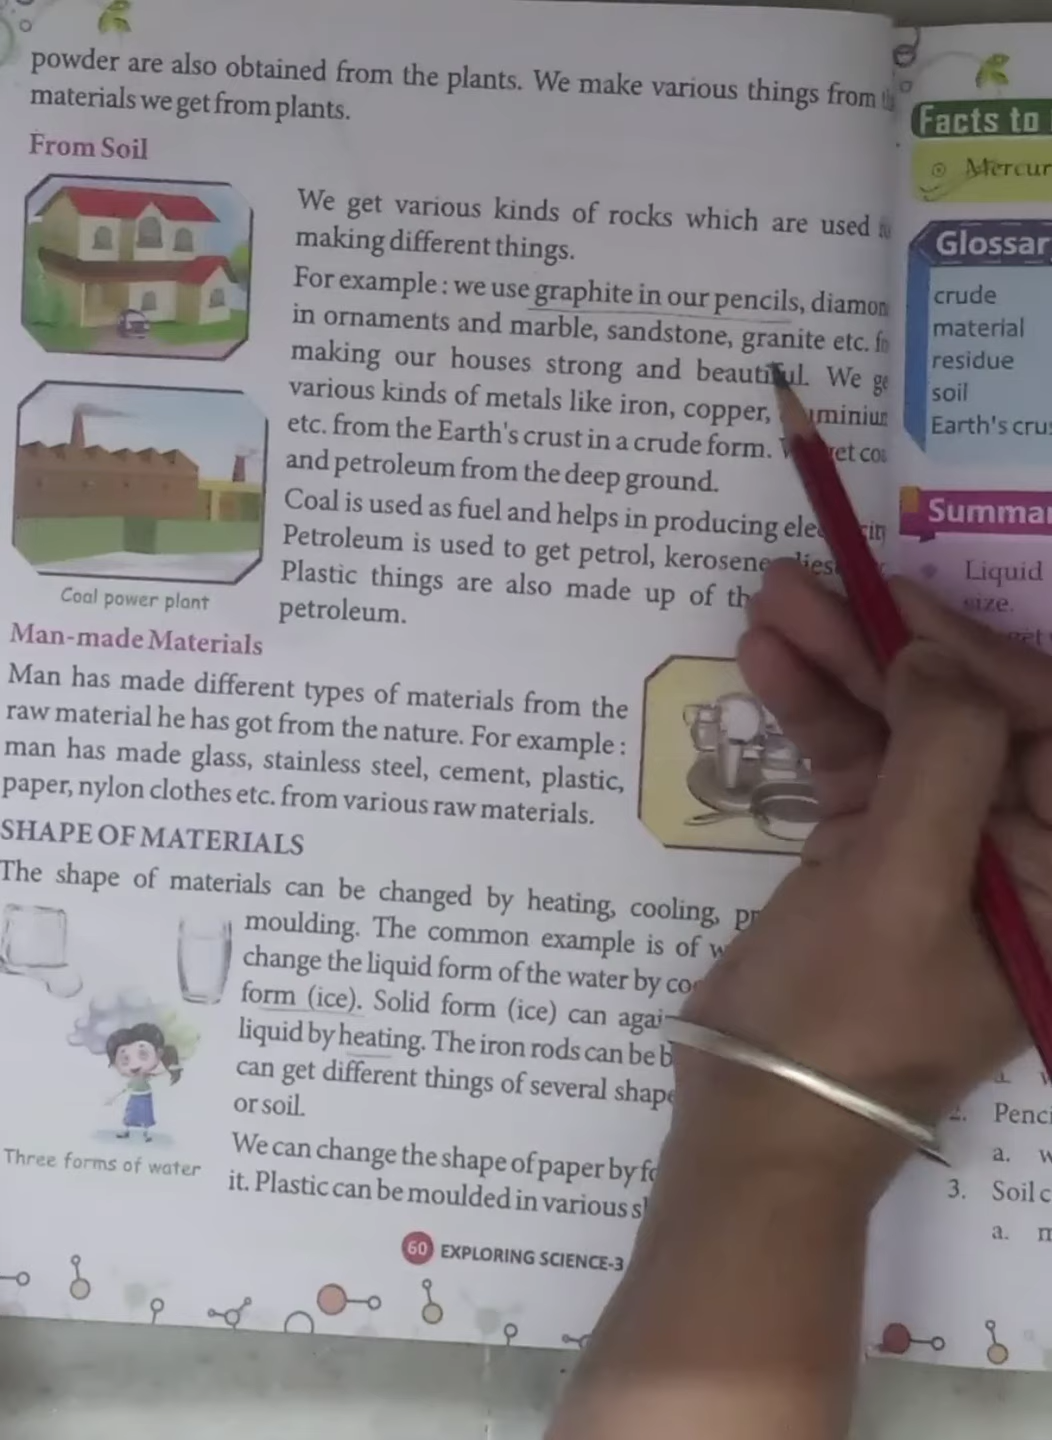 powder are also obtained from the plants. We make various things from
materials we get from plants.
From Soil
We get various kinds of rocks which are used
making different things.
For example : we use graphite in our pencils, diamon
in ornaments and marble, sandstone, granite etc.
making our houses strong and beautiful. We
various kinds of metals like iron, copper,
etc. from the Earth's crust in a crude form.
and petroleum from the deep ground.
Coal is used as fuel and helps in producing
Petroleum is used to get petrol, kerosene
Plastic things are also made up of
petroleum.
Coal power plant
Man-made Materials
Man has made different types of materials from the
raw material he has got from the nature. For example :
man has made glass, stainless steel, cement, plastic,
paper, nylon clothes etc. from various raw materials.
SHAPE OF MATERIALS
The shape of materials can be changed by heating, cooling,
moulding. The common example is of
change the liquid form of the water by
form (ice). Solid form (ice) can
liquid by heating. The iron rods can be
can get different things of several
or soil.
We can change the shape of paper by
it. Plastic can be moulded in various
Three forms of water
60 EXPLORING SCIENCE-3
Facts to
Mercur
Glossar
crude
material
residue
soil
Earth's
Summar
Liquid
size.
2. Penci
a.
3. Soil
a.